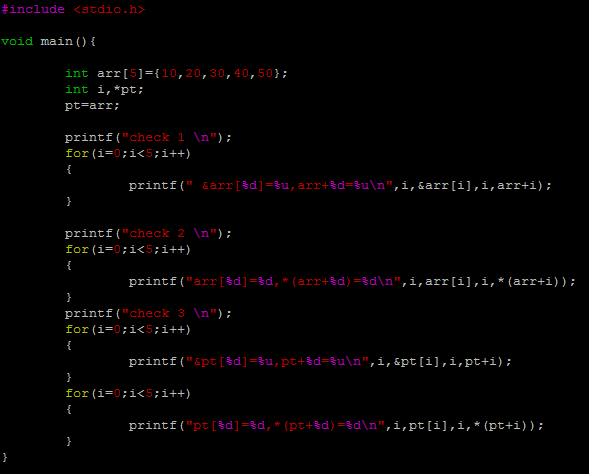 #include <stdio.h>
void main(){
int arr[5]={10,20,30,40,50};
int i,*pt;
pt=arr;
printf("check 1 \n");
for(i=0;i<5;i++)
{
printf(" &arr[%d]=%u,arr+%d=%u\n",i,&arr[i],i,arr+i);
}
printf("check 2 \n");
for(i=0;i<5;i++)
{
printf("arr[%d]=%d,*(arr+%d)=%d\n",i,arr[i],i,*(arr+i));
}
printf("check 3 \n");
for(i=0;i<5;i++)
{
printf("&pt[%d]=%u,pt+%d=%u\n",i,&pt[i],i,pt+i);
}
for(i=0;i<5;i++)
{
printf("pt[%d]=%d,*(pt+%d)=%d\n",i,pt[i],i,*(pt+i));
}
}